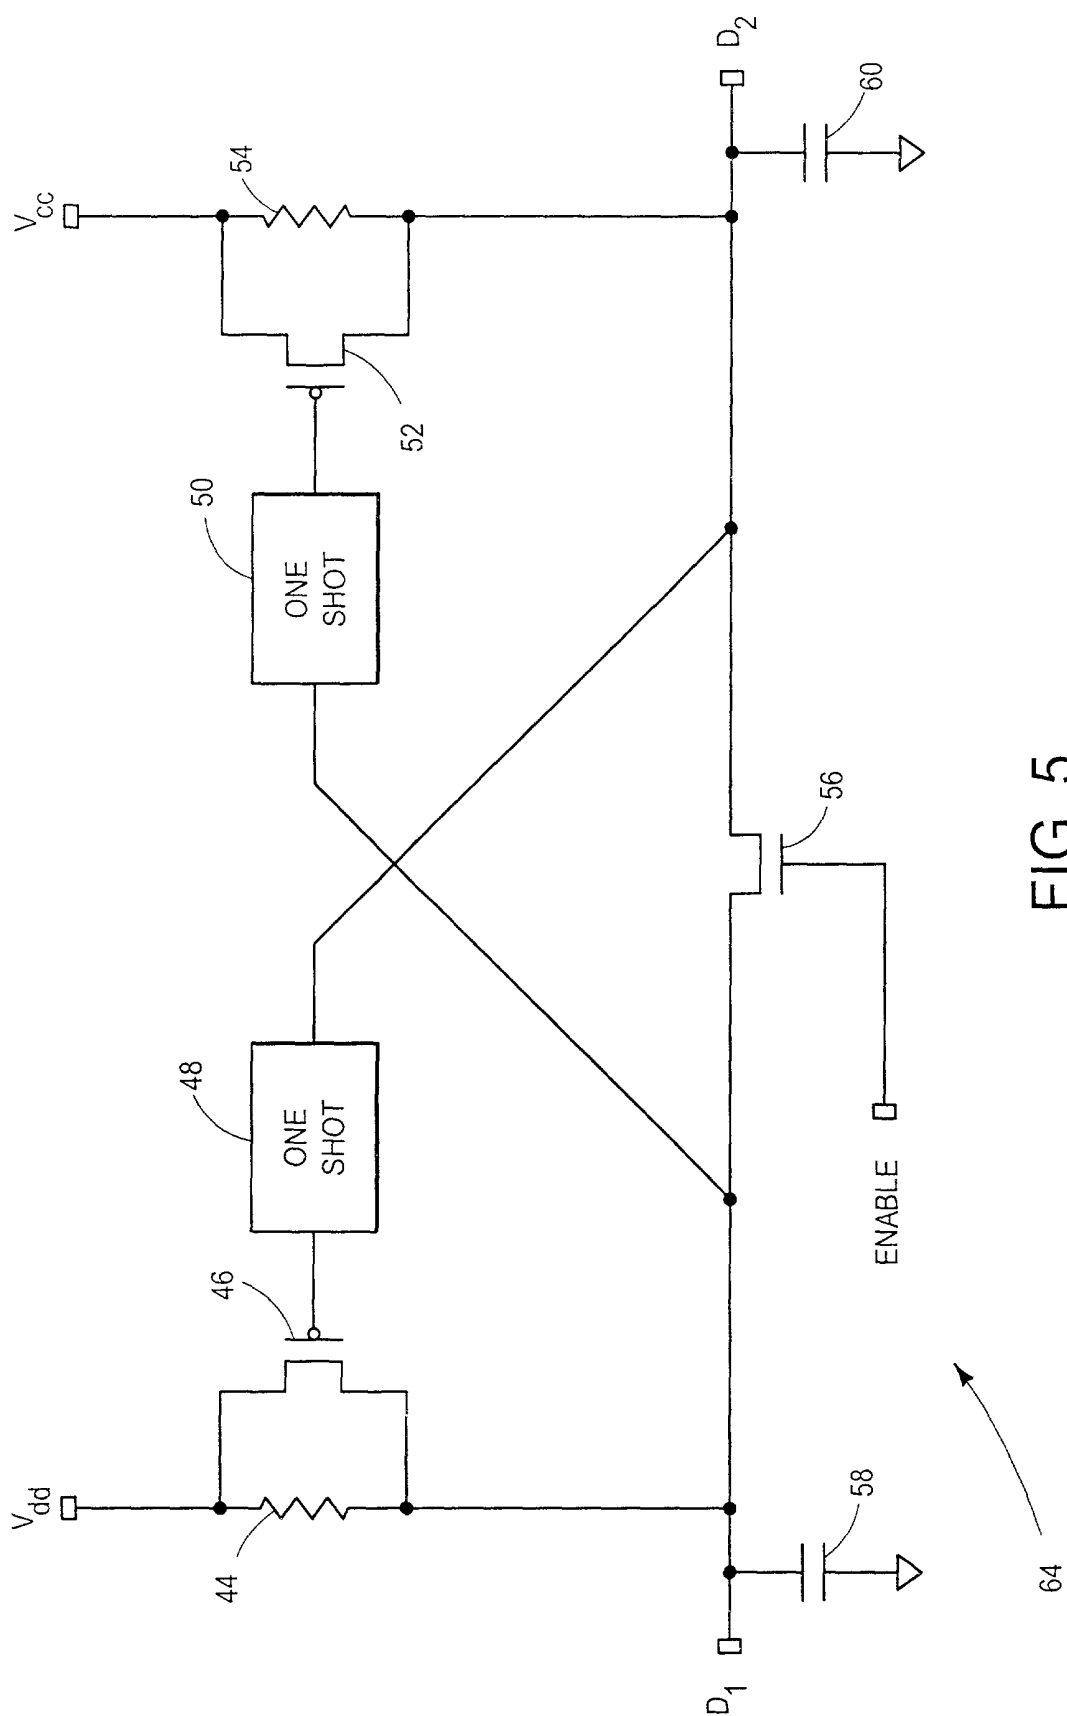 V_dd
V_cc
44
46
48
50
52
54
ONE
SHOT
ONE
SHOT
D_1
D_2
58
56
60
ENABLE
64
FIG. 5